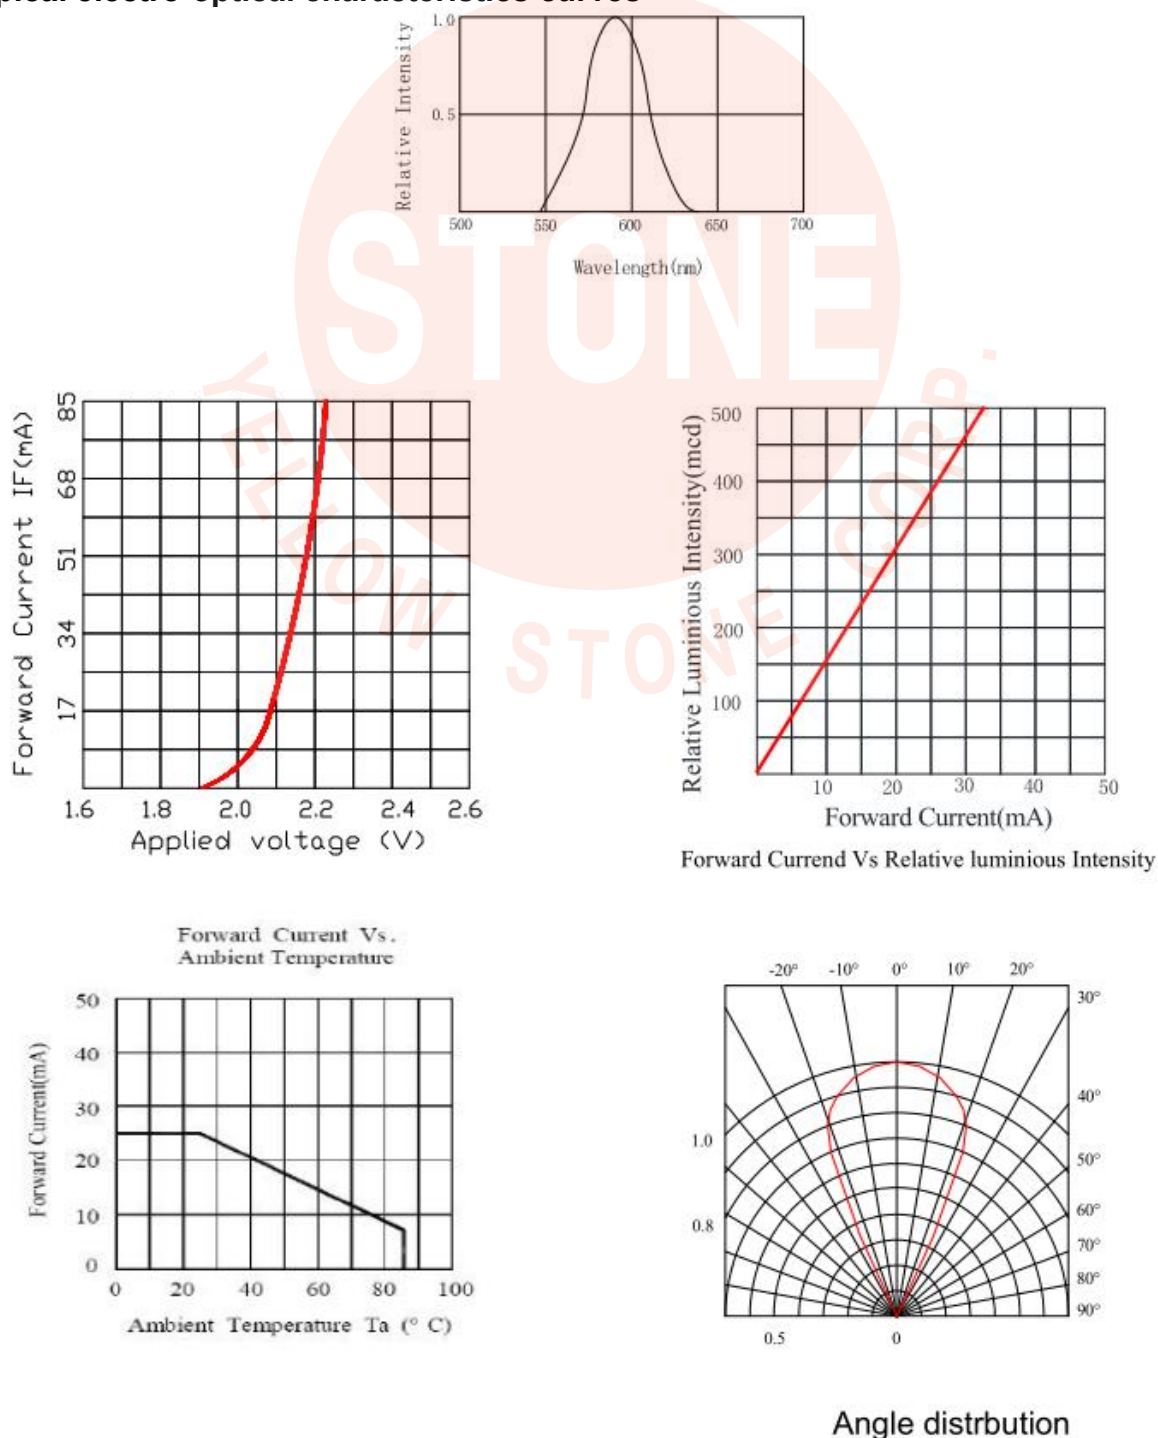 electro-optical characteristics curves
Relative Intensity
1.0
0.5
500 550 600 650 700
Wavelength(nm)
STONE
YELLOW STONE CORP.
Forward Current IF(mA)
85
68
51
34
17
1.6 1.8 2.0 2.2 2.4 2.6
Applied voltage (V)
Relative Luminious Intensity(mcd)
500
400
300
200
100
10 20 30 40 50
Forward Current(mA)
Forward Currend Vs Relative luminious Intensity
Forward Current Vs.
Ambient Temperature
Forward Current(mA)
50
40
30
20
10
0
0 20 40 60 80 100
Ambient Temperature Ta (° C)
-20° -10° 0° 10° 20°
30°
40°
50°
60°
70°
80°
90°
1.0
0.8
0.5 0
Angle distrbution